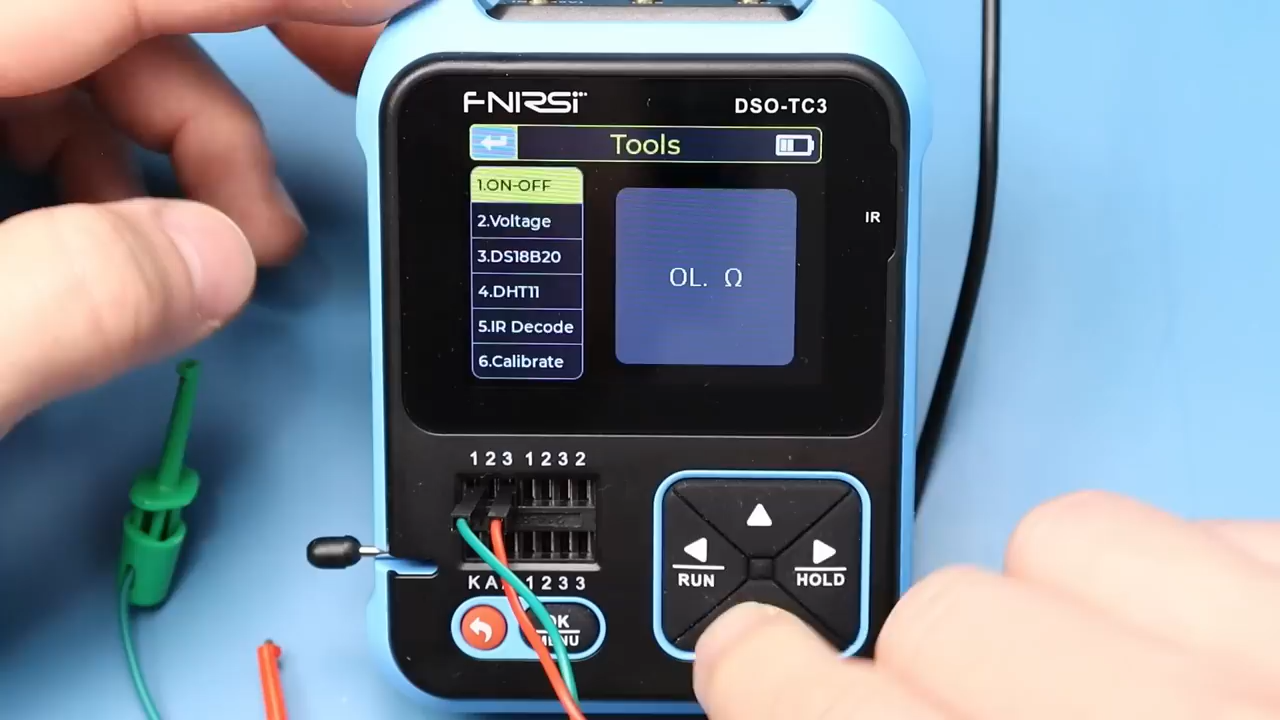 FNIRSI
DSO-TC3
Tools
1.ON-OFF
2.Voltage
3.DS18B20
4.DHT11
5.IR Decode
6.Calibrate
OL. Ω
IR
1 2 3 1 2 3 2
K A 1 2 3 3
RUN
HOLD
OK
MENU